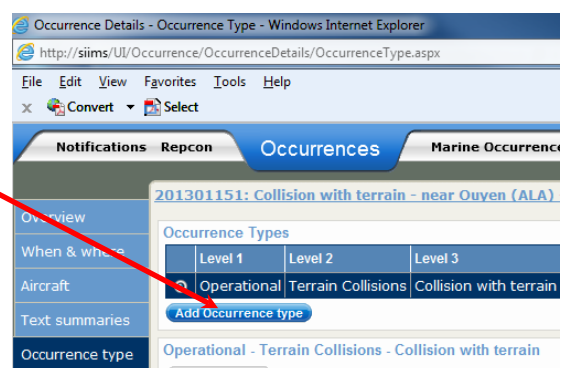 Occurrence Details - Occurrence Type - Windows Internet Explorer
http://siims/UI/Occurrence/OccurrenceDetails/OccurrenceType.aspx
File Edit View Favorites Tools Help
x Convert Select
Notifications Repcon Occurrences Marine Occurrence
201301151: Collision with terrain - near Ouyen (ALA)
Overview
Occurrence Types
When & where
Level 1 Level 2 Level 3
Aircraft
Operational Terrain Collisions Collision with terrain
Add Occurrence type
Text summaries
Occurrence type
Operational - Terrain Collisions - Collision with terrain